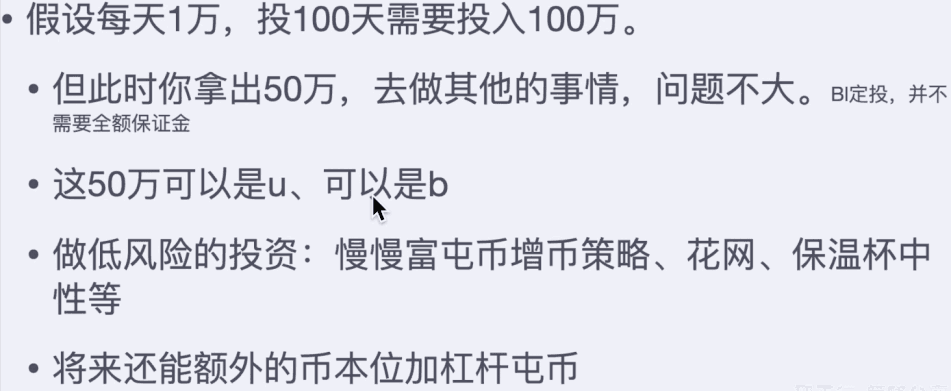 • 假设每天1万，投100天需要投入100万。
• 但此时你拿出50万，去做其他的事情，问题不大。BI定投，并不
需要全额保证金
• 这50万可以是u、可以是b
• 做低风险的投资：慢慢富屯币增币策略、花网、保温杯中
性等
• 将来还能额外的币本位加杠杆屯币